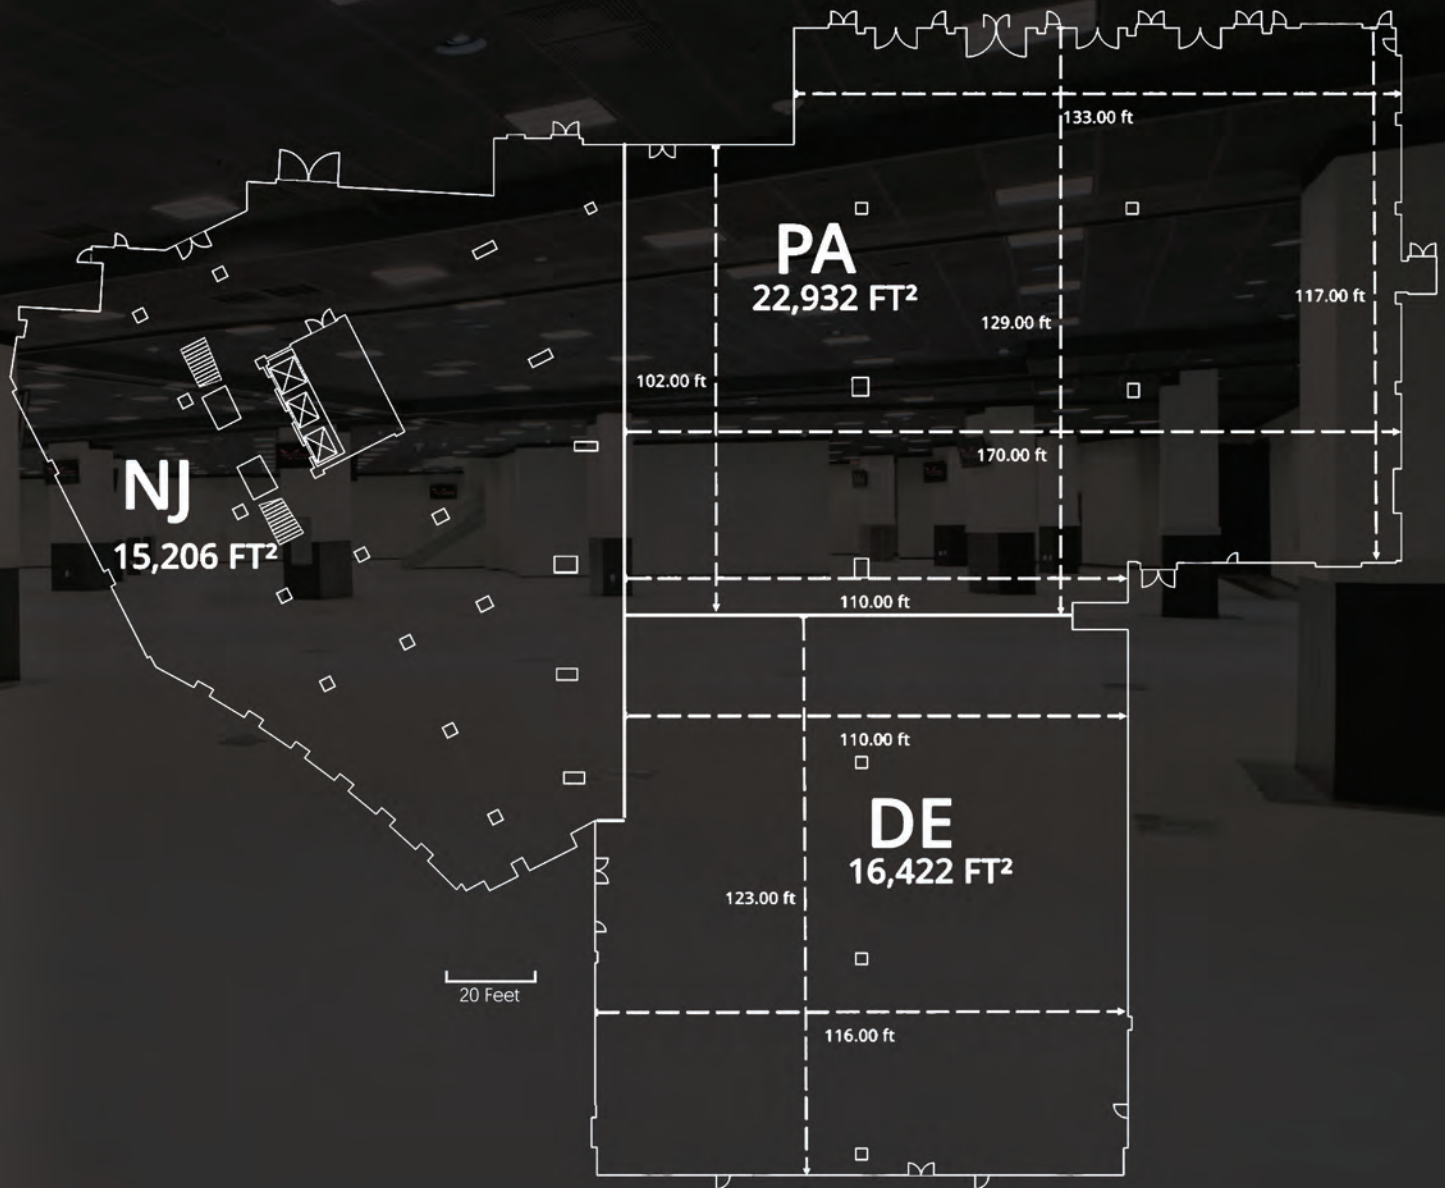 133.00 ft
PA
22,932 FT²
117.00 ft
129.00 ft
102.00 ft
170.00 ft
NJ
15,206 FT²
110.00 ft
110.00 ft
DE
16,422 FT²
123.00 ft
20 Feet
116.00 ft